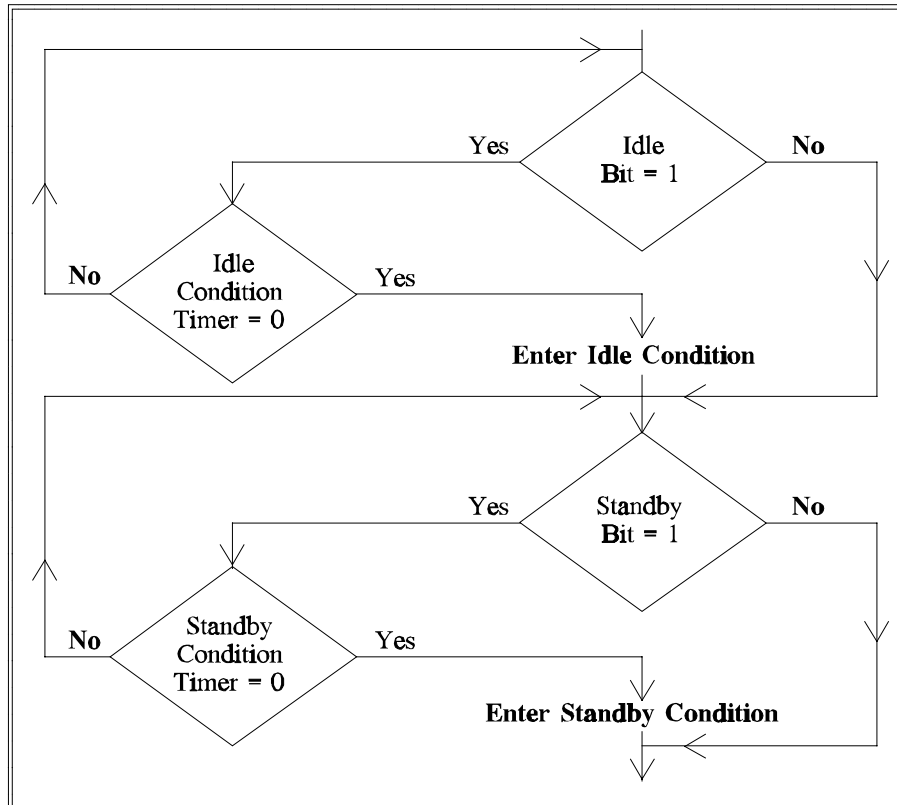 Yes
Idle
Bit = 1
No
No
Idle
Condition
Timer = 0
Yes
Enter Idle Condition
Yes
Standby
Bit = 1
No
No
Standby
Condition
Timer = 0
Yes
Enter Standby Condition